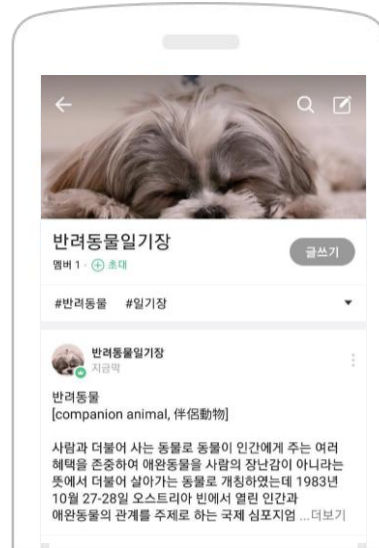 반려동물일기장
멤버 1 · 초대
글쓰기
#반려동물 #일기장
반려동물일기장
지금막
반려동물
[companion animal, 伴侶動物]
사람과 더불어 사는 동물로 동물이 인간에게 주는 여러
혜택을 존중하여 애완동물을 사람의 장난감이 아니라는
뜻에서 더불어 살아가는 동물로 개칭하였는데 1983년
10월 27-28일 오스트리아 빈에서 열린 인간과
애완동물의 관계를 주제로 하는 국제 심포지엄 ...더보기